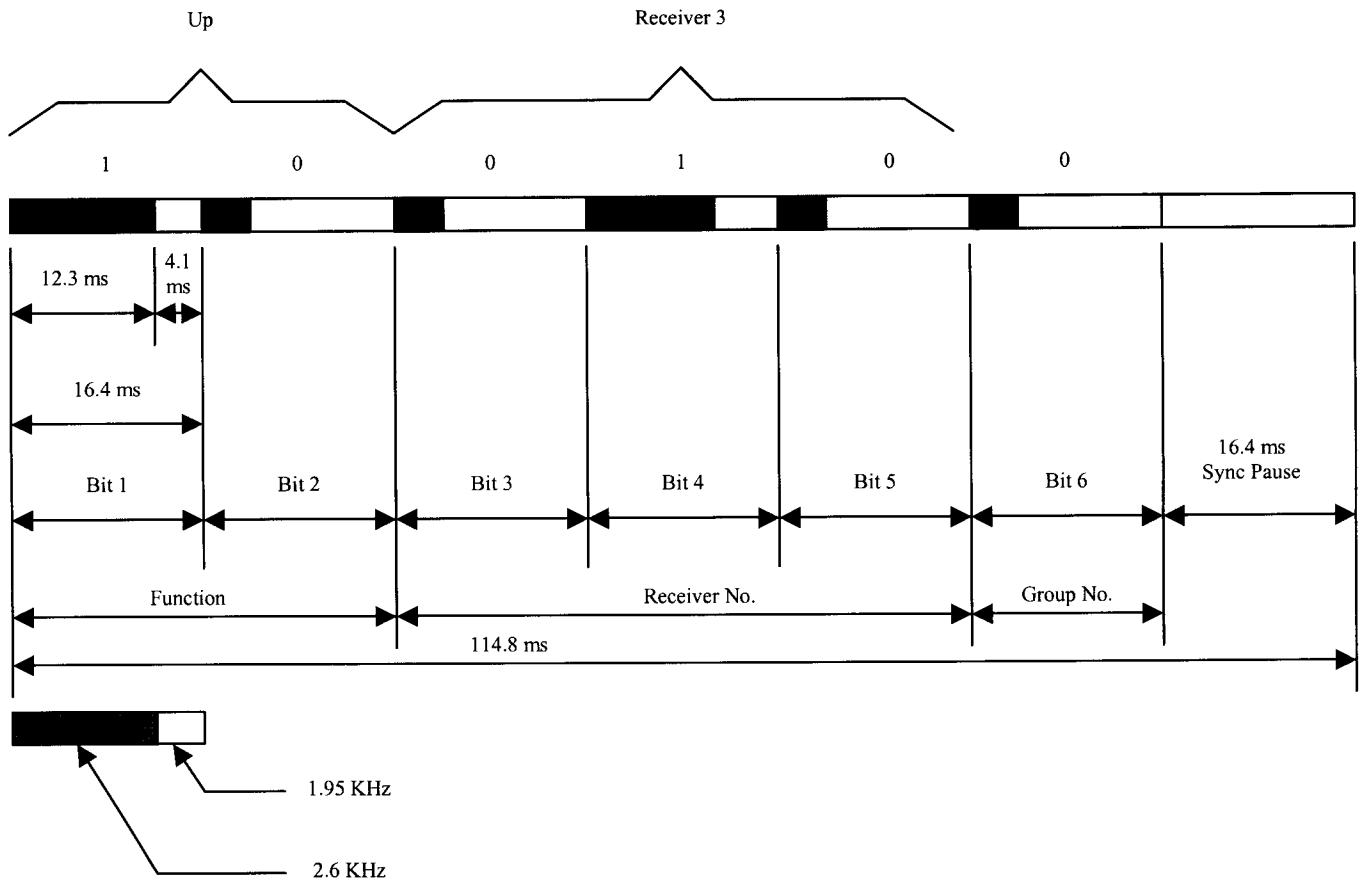 Up
Receiver 3
1
0
0
1
0
0
12.3 ms
4.1
ms
16.4 ms
16.4 ms
Sync Pause
Bit 1
Bit 2
Bit 3
Bit 4
Bit 5
Bit 6
Function
Receiver No.
Group No.
114.8 ms
1.95 KHz
2.6 KHz